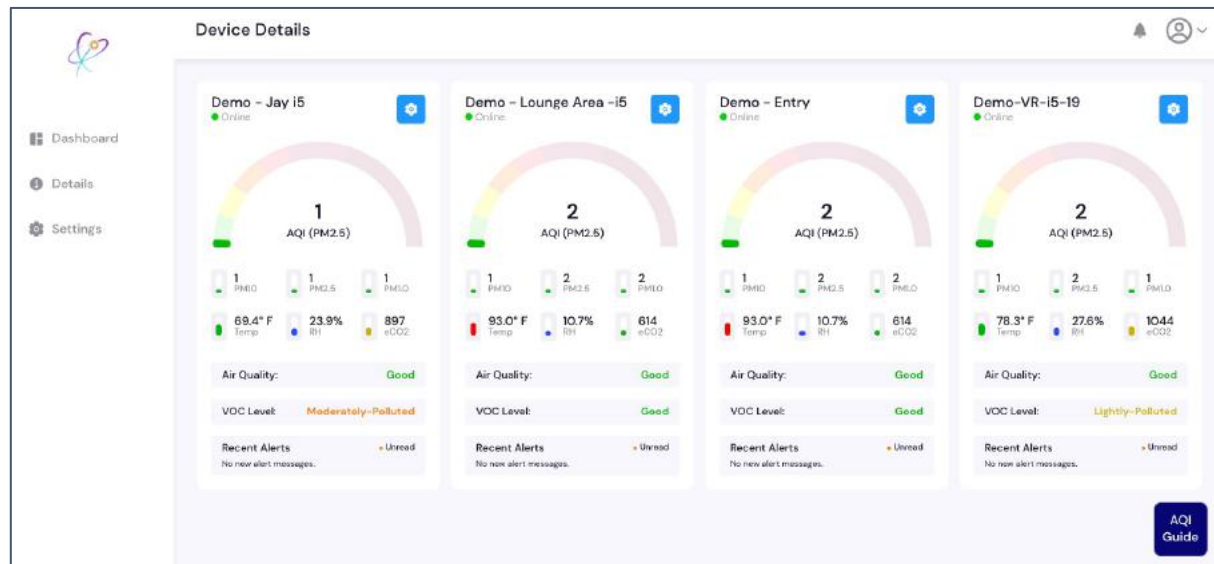 Device Details
Dashboard
Details
Settings
Demo - Jay i5
Online
1
AQI (PM2.5)
1 PM10
1 PM2.5
1 PM1.0
69.4° F Temp
23.9% RH
897 eCO2
Air Quality: Good
VOC Level: Moderately-Polluted
Recent Alerts Unread
No new alert messages.
Demo - Lounge Area -i5
Online
2
AQI (PM2.5)
1 PM10
2 PM2.5
2 PM1.0
93.0° F Temp
10.7% RH
614 eCO2
Air Quality: Good
VOC Level: Good
Recent Alerts Unread
No new alert messages.
Demo - Entry
Online
2
AQI (PM2.5)
1 PM10
2 PM2.5
2 PM1.0
93.0° F Temp
10.7% RH
614 eCO2
Air Quality: Good
VOC Level: Good
Recent Alerts Unread
No new alert messages.
Demo-VR-i5-19
Online
2
AQI (PM2.5)
1 PM10
2 PM2.5
1 PM1.0
78.3° F Temp
27.6% RH
1044 eCO2
Air Quality: Good
VOC Level: Lightly-Polluted
Recent Alerts Unread
No new alert messages.
AQI
Guide